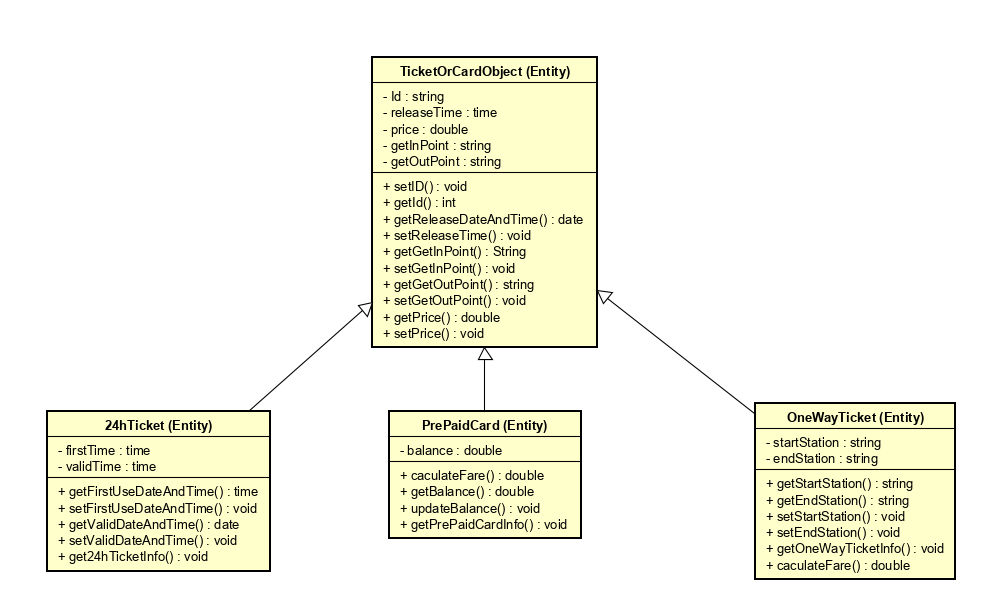 TicketOrCardObject (Entity)
- Id : string
- releaseTime : time
- price : double
- getInPoint : string
- getOutPoint : string
+ setID() : void
+ getId() : int
+ getReleaseDateAndTime() : date
+ setReleaseTime() : void
+ getGetInPoint() : String
+ setGetInPoint() : void
+ getGetOutPoint() : string
+ setGetOutPoint() : void
+ getPrice() : double
+ setPrice() : void
24hTicket (Entity)
- firstTime : time
- validTime : time
+ getFirstUseDateAndTime() : time
+ setFirstUseDateAndTime() : void
+ getValidDateAndTime() : date
+ setValidDateAndTime() : void
+ get24hTicketInfo() : void
PrePaidCard (Entity)
- balance : double
+ caculateFare() : double
+ getBalance() : double
+ updateBalance() : void
+ getPrePaidCardInfo() : void
OneWayTicket (Entity)
- startStation : string
- endStation : string
+ getStartStation() : string
+ getEndStation() : string
+ setStartStation() : void
+ setEndStation() : void
+ getOneWayTicketInfo() : void
+ caculateFare() : double